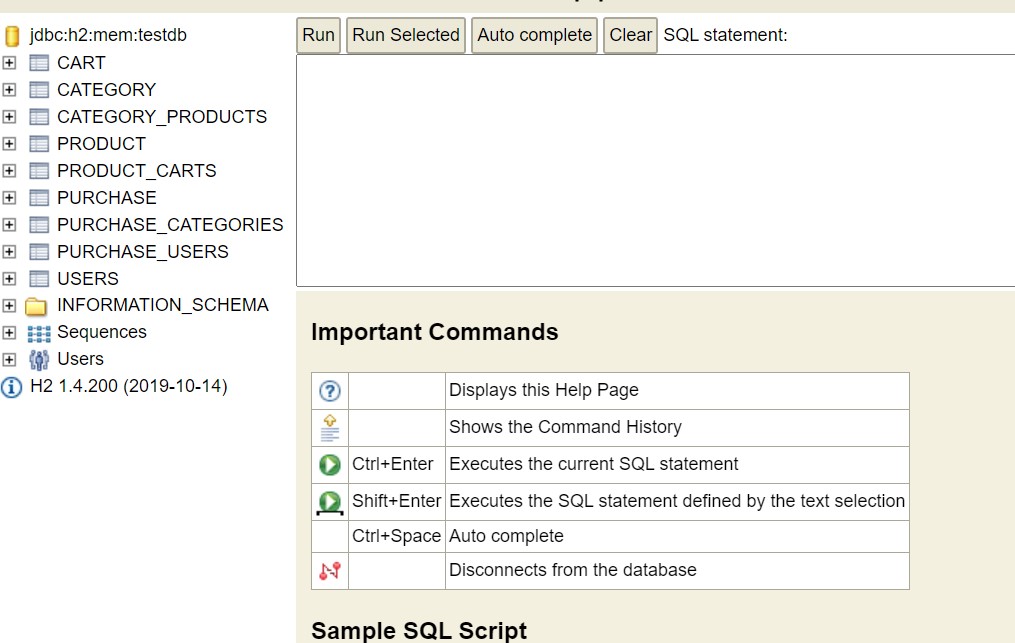 jdbc:h2:mem:testdb
CART
CATEGORY
CATEGORY_PRODUCTS
PRODUCT
PRODUCT_CARTS
PURCHASE
PURCHASE_CATEGORIES
PURCHASE_USERS
USERS
INFORMATION_SCHEMA
Sequences
Users
H2 1.4.200 (2019-10-14)
Run Run Selected Auto complete Clear SQL statement:
Important Commands
Displays this Help Page
Shows the Command History
Ctrl+Enter Executes the current SQL statement
Shift+Enter Executes the SQL statement defined by the text selection
Ctrl+Space Auto complete
Disconnects from the database
Sample SQL Script